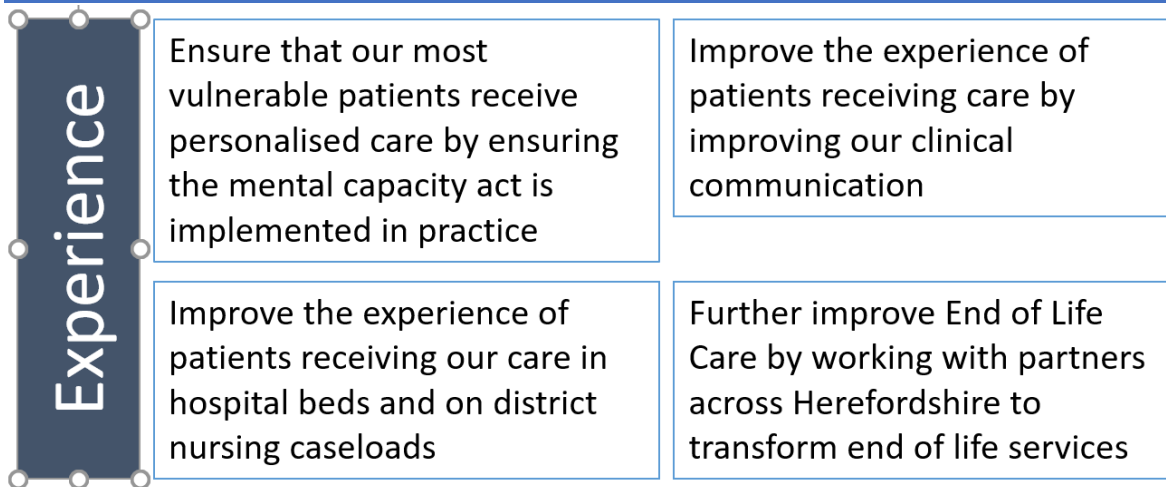 Experience
Ensure that our most
vulnerable patients receive
personalised care by ensuring
the mental capacity act is
implemented in practice
Improve the experience of
patients receiving care by
improving our clinical
communication
Improve the experience of
patients receiving our care in
hospital beds and on district
nursing caseloads
Further improve End of Life
Care by working with partners
across Herefordshire to
transform end of life services